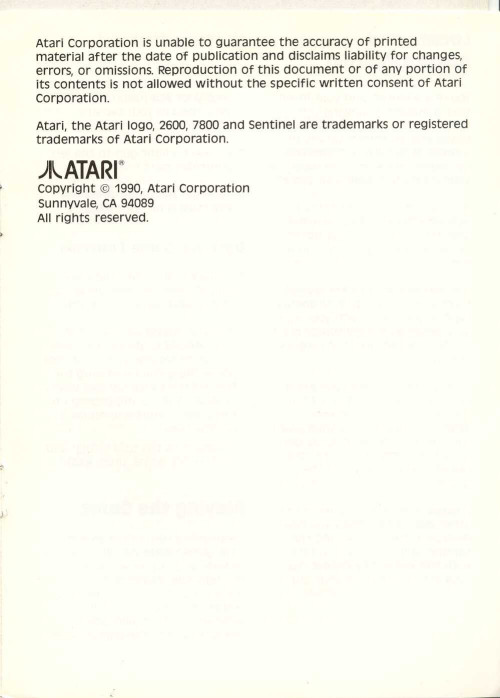 Atari Corporation is unable to guarantee the accuracy of printed
material after the date of publication and disclaims liability for changes,
errors, or omissions. Reproduction of this document or of any portion of
its contents is not allowed without the specific written consent of Atari
Corporation.
Atari, the Atari logo, 2600, 7800 and Sentinel are trademarks or registered
trademarks of Atari Corporation.
ATARI®
Copyright © 1990, Atari Corporation
Sunnyvale, CA 94089
All rights reserved.